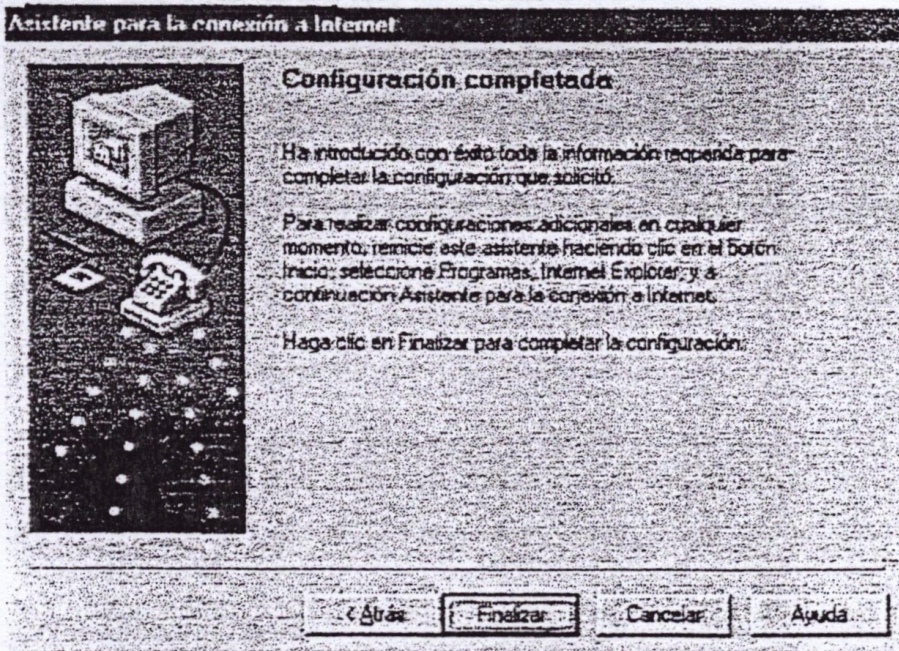 Asistente para la conexión a Internet
Configuración completada
Ha introducido con éxito toda la información requerida para
completar la configuración que solicitó.
Para realizar configuraciones adicionales en cualquier
momento, reinicie este asistente haciendo clic en el botón
Inicio, seleccione Programas, Internet Explorer, y a
continuación Asistente para la conexión a Internet.
Haga clic en Finalizar para completar la configuración.
< Atrás
Finalizar
Cancelar
Ayuda